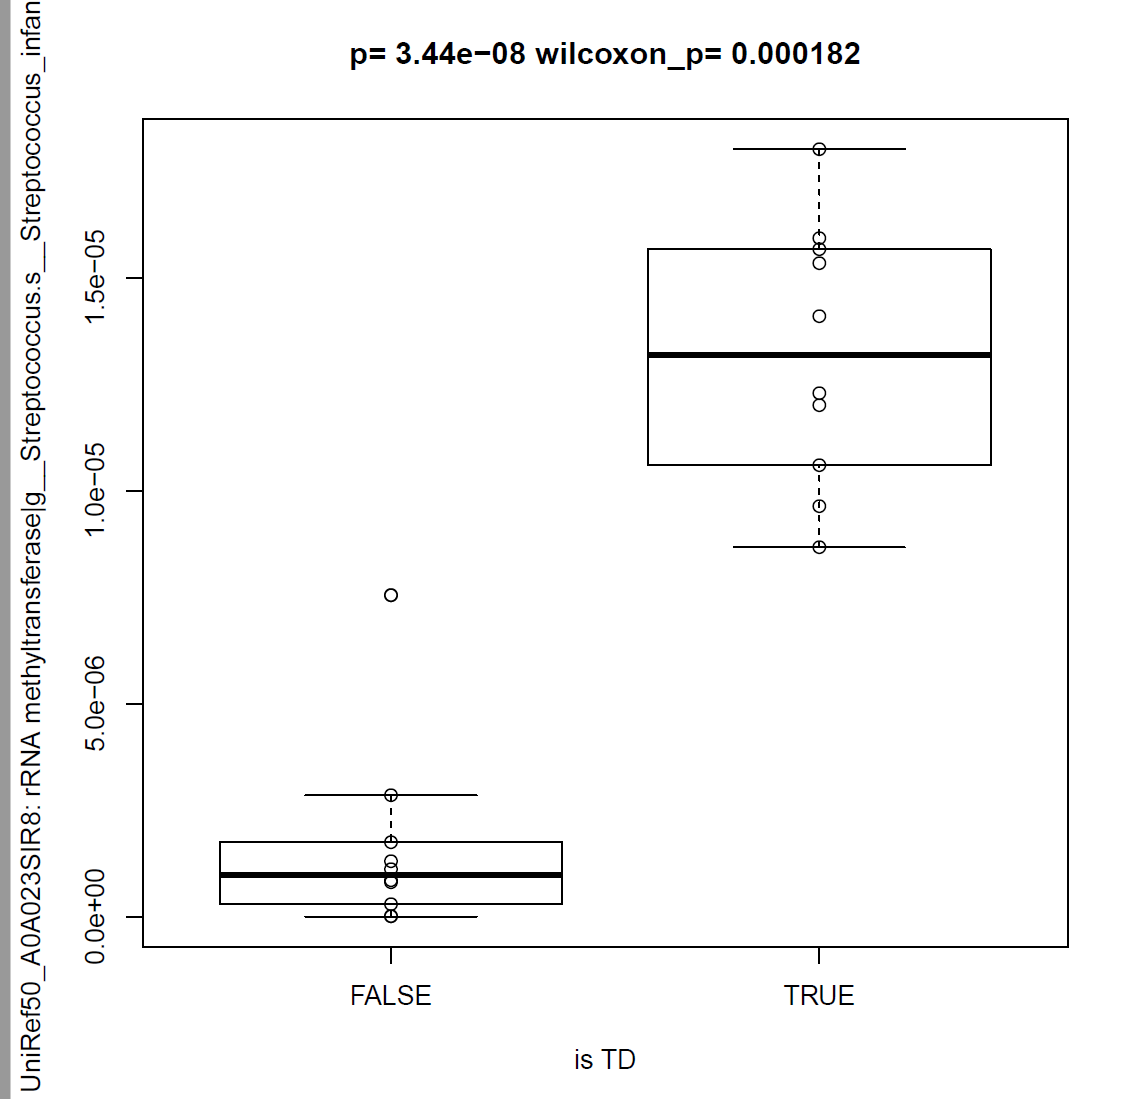 p= 3.44e−08 wilcoxon_p= 0.000182
UniRef50_A0A023SIR8: rRNA methyltransferase|g__Streptococcus.s__Streptococcus_infan
1.5e−05
1.0e−05
5.0e−06
0.0e+00
FALSE TRUE
is TD